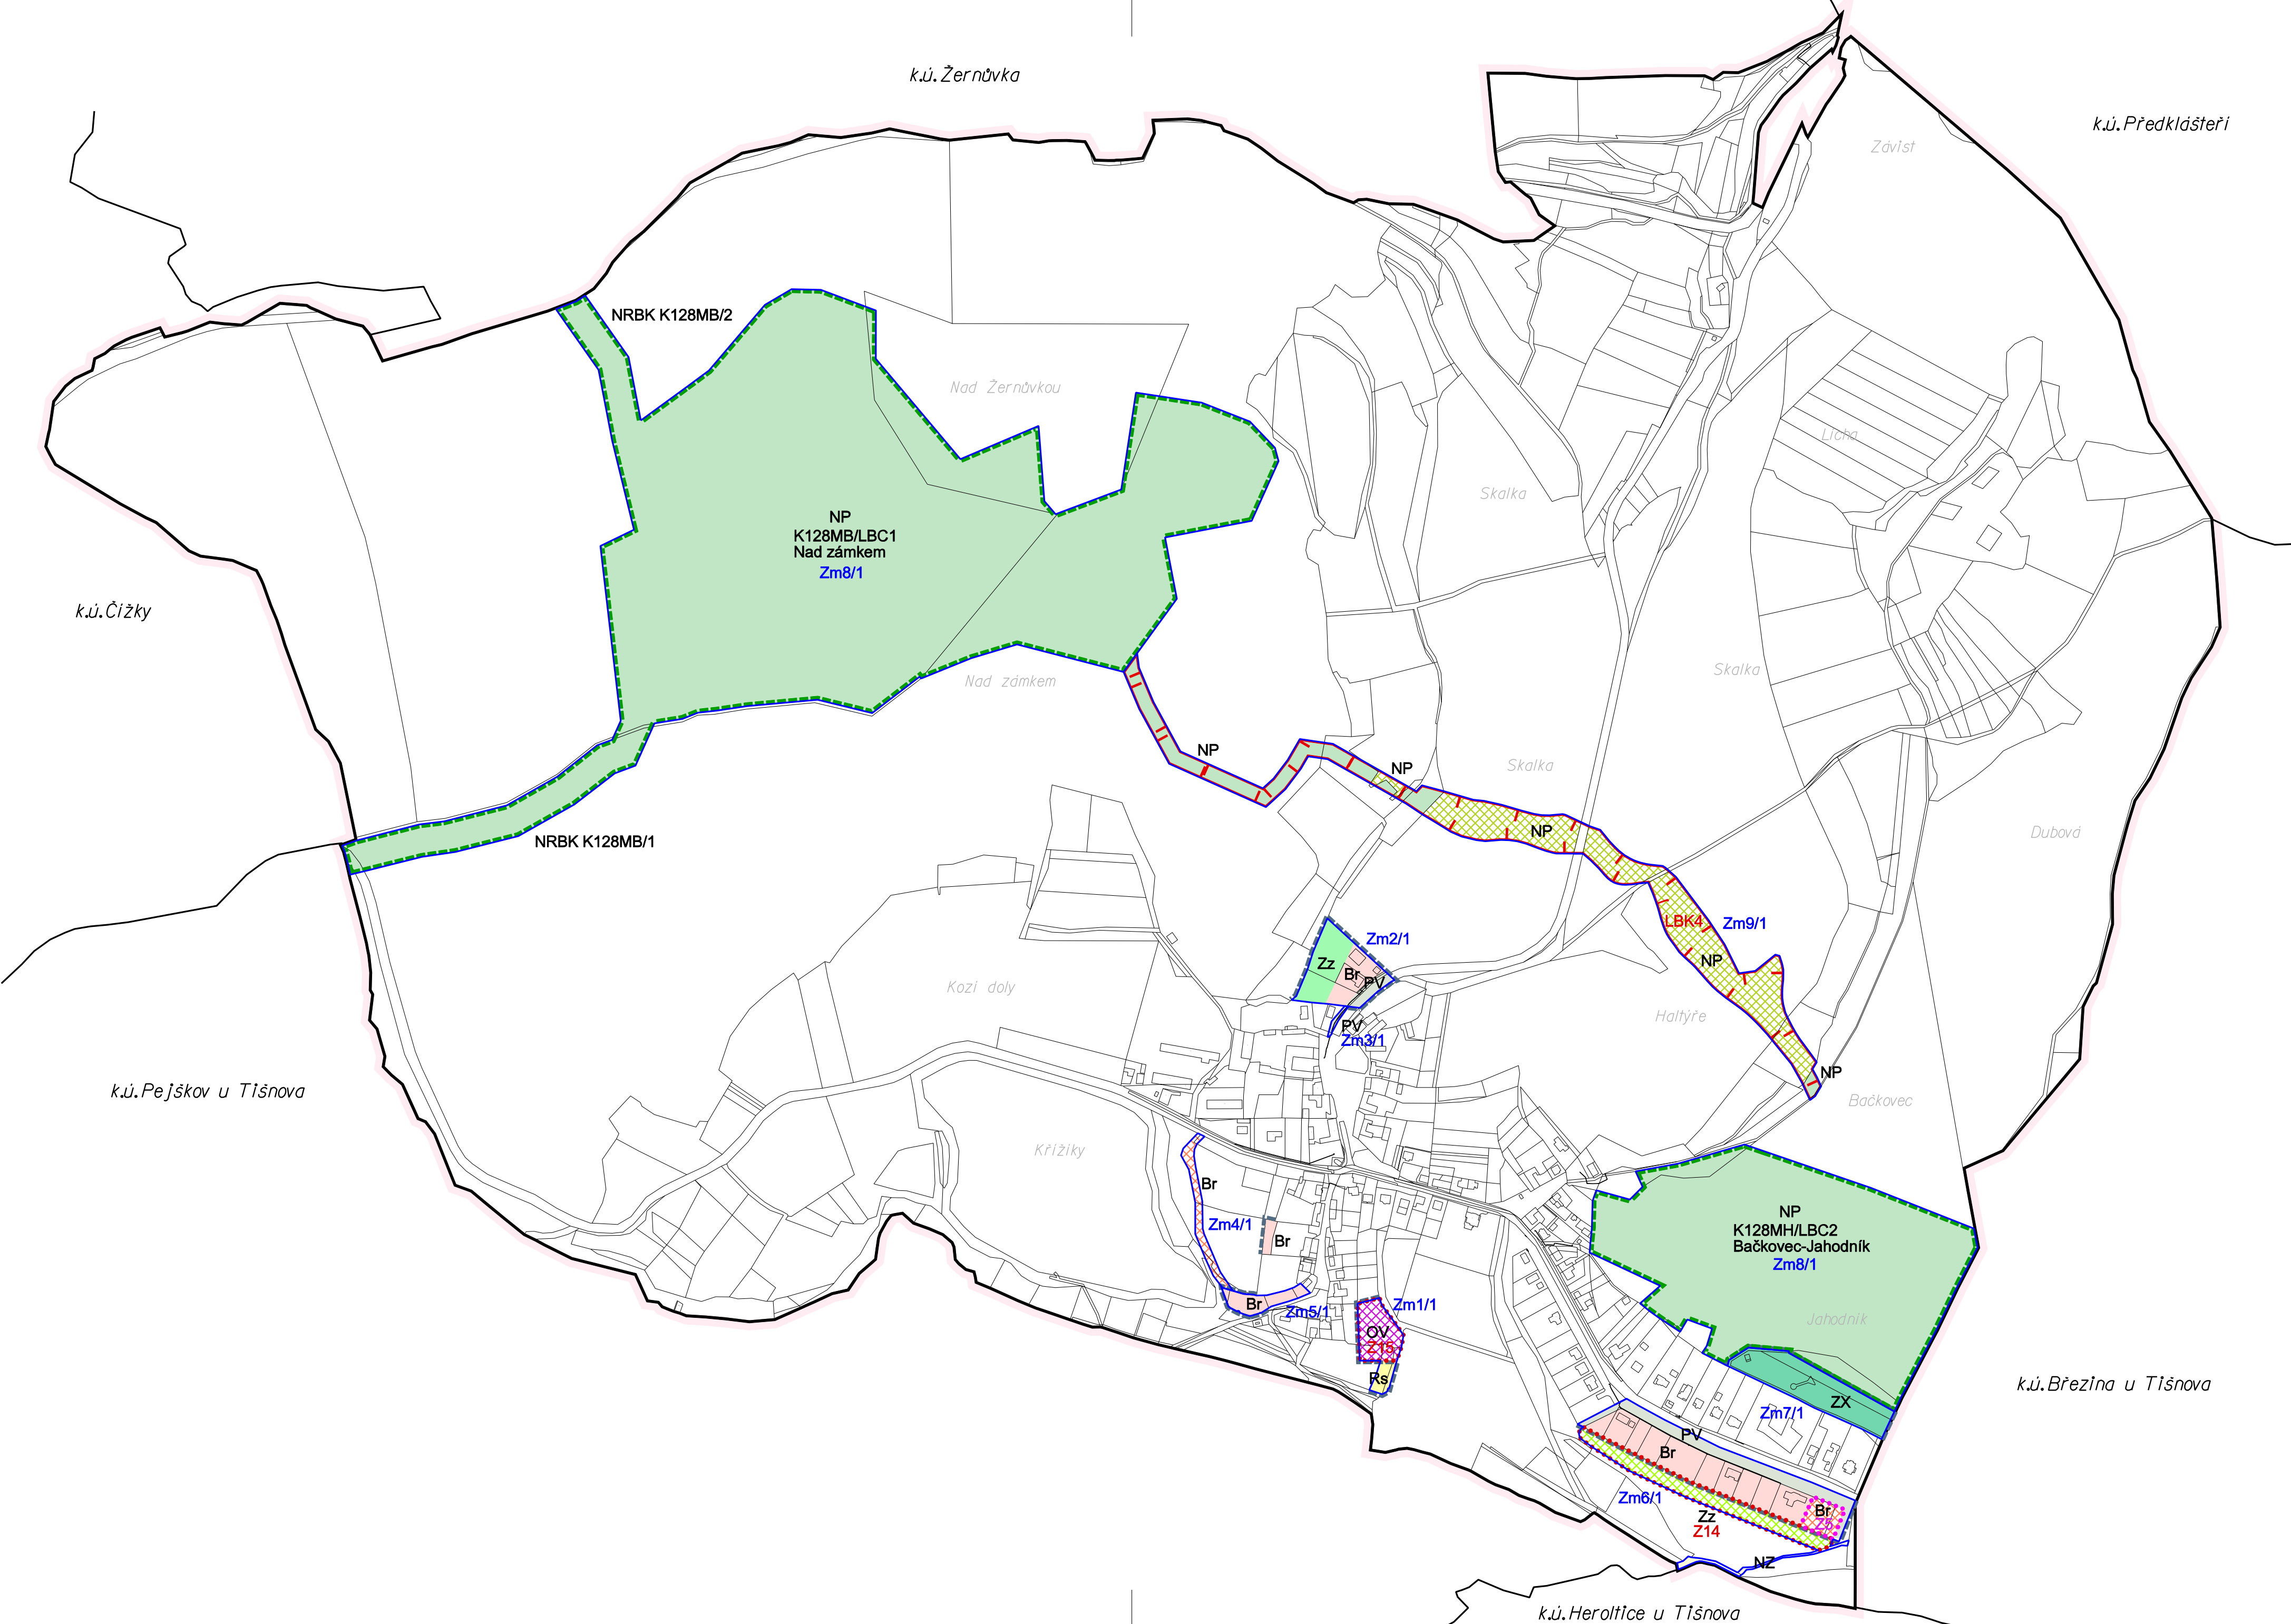 k.ú.Žernůvka
k.ú.Předklášteří
Závist
NRBK K128MB/2
Nad Žernůvkou
Lichá
Skalka
NP
K128MB/LBC1
Nad zámkem
Zm8/1
k.ú.Čížky
Skalka
Nad zámkem
NP
NP
Skalka
NP
Dubová
NRBK K128MB/1
LBK4
Zm9/1
NP
Zm2/1
Zz
Br
PV
Kozí doly
Haltýře
PV
Zm3/1
NP
k.ú.Pejškov u Tišnova
Bačkovec
Křížiky
Br
NP
K128MH/LBC2
Bačkovec-Jahodník
Zm8/1
Zm4/1
Br
Br
Zm5/1
Zm1/1
OV
Z15
Jahodník
Rs
k.ú.Březina u Tišnova
ZX
Zm7/1
PV
Br
Zm6/1
Br
Zz
Z5
Z14
NZ
k.ú.Heroltice u Tišnova